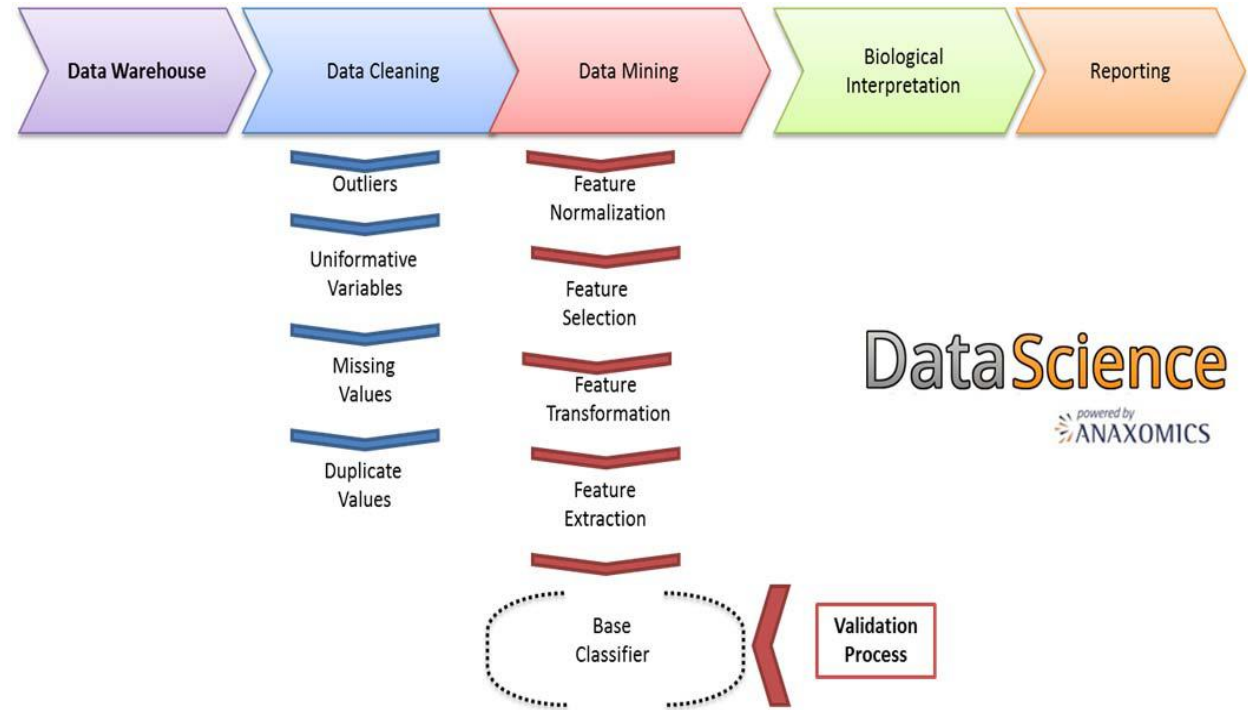 Data Warehouse
Data Cleaning
Data Mining
Biological
Interpretation
Reporting
Outliers
Uniformative
Variables
Missing
Values
Duplicate
Values
Feature
Normalization
Feature
Selection
Feature
Transformation
Feature
Extraction
Base
Classifier
Validation
Process
DataScience
powered by
ANAXOMICS